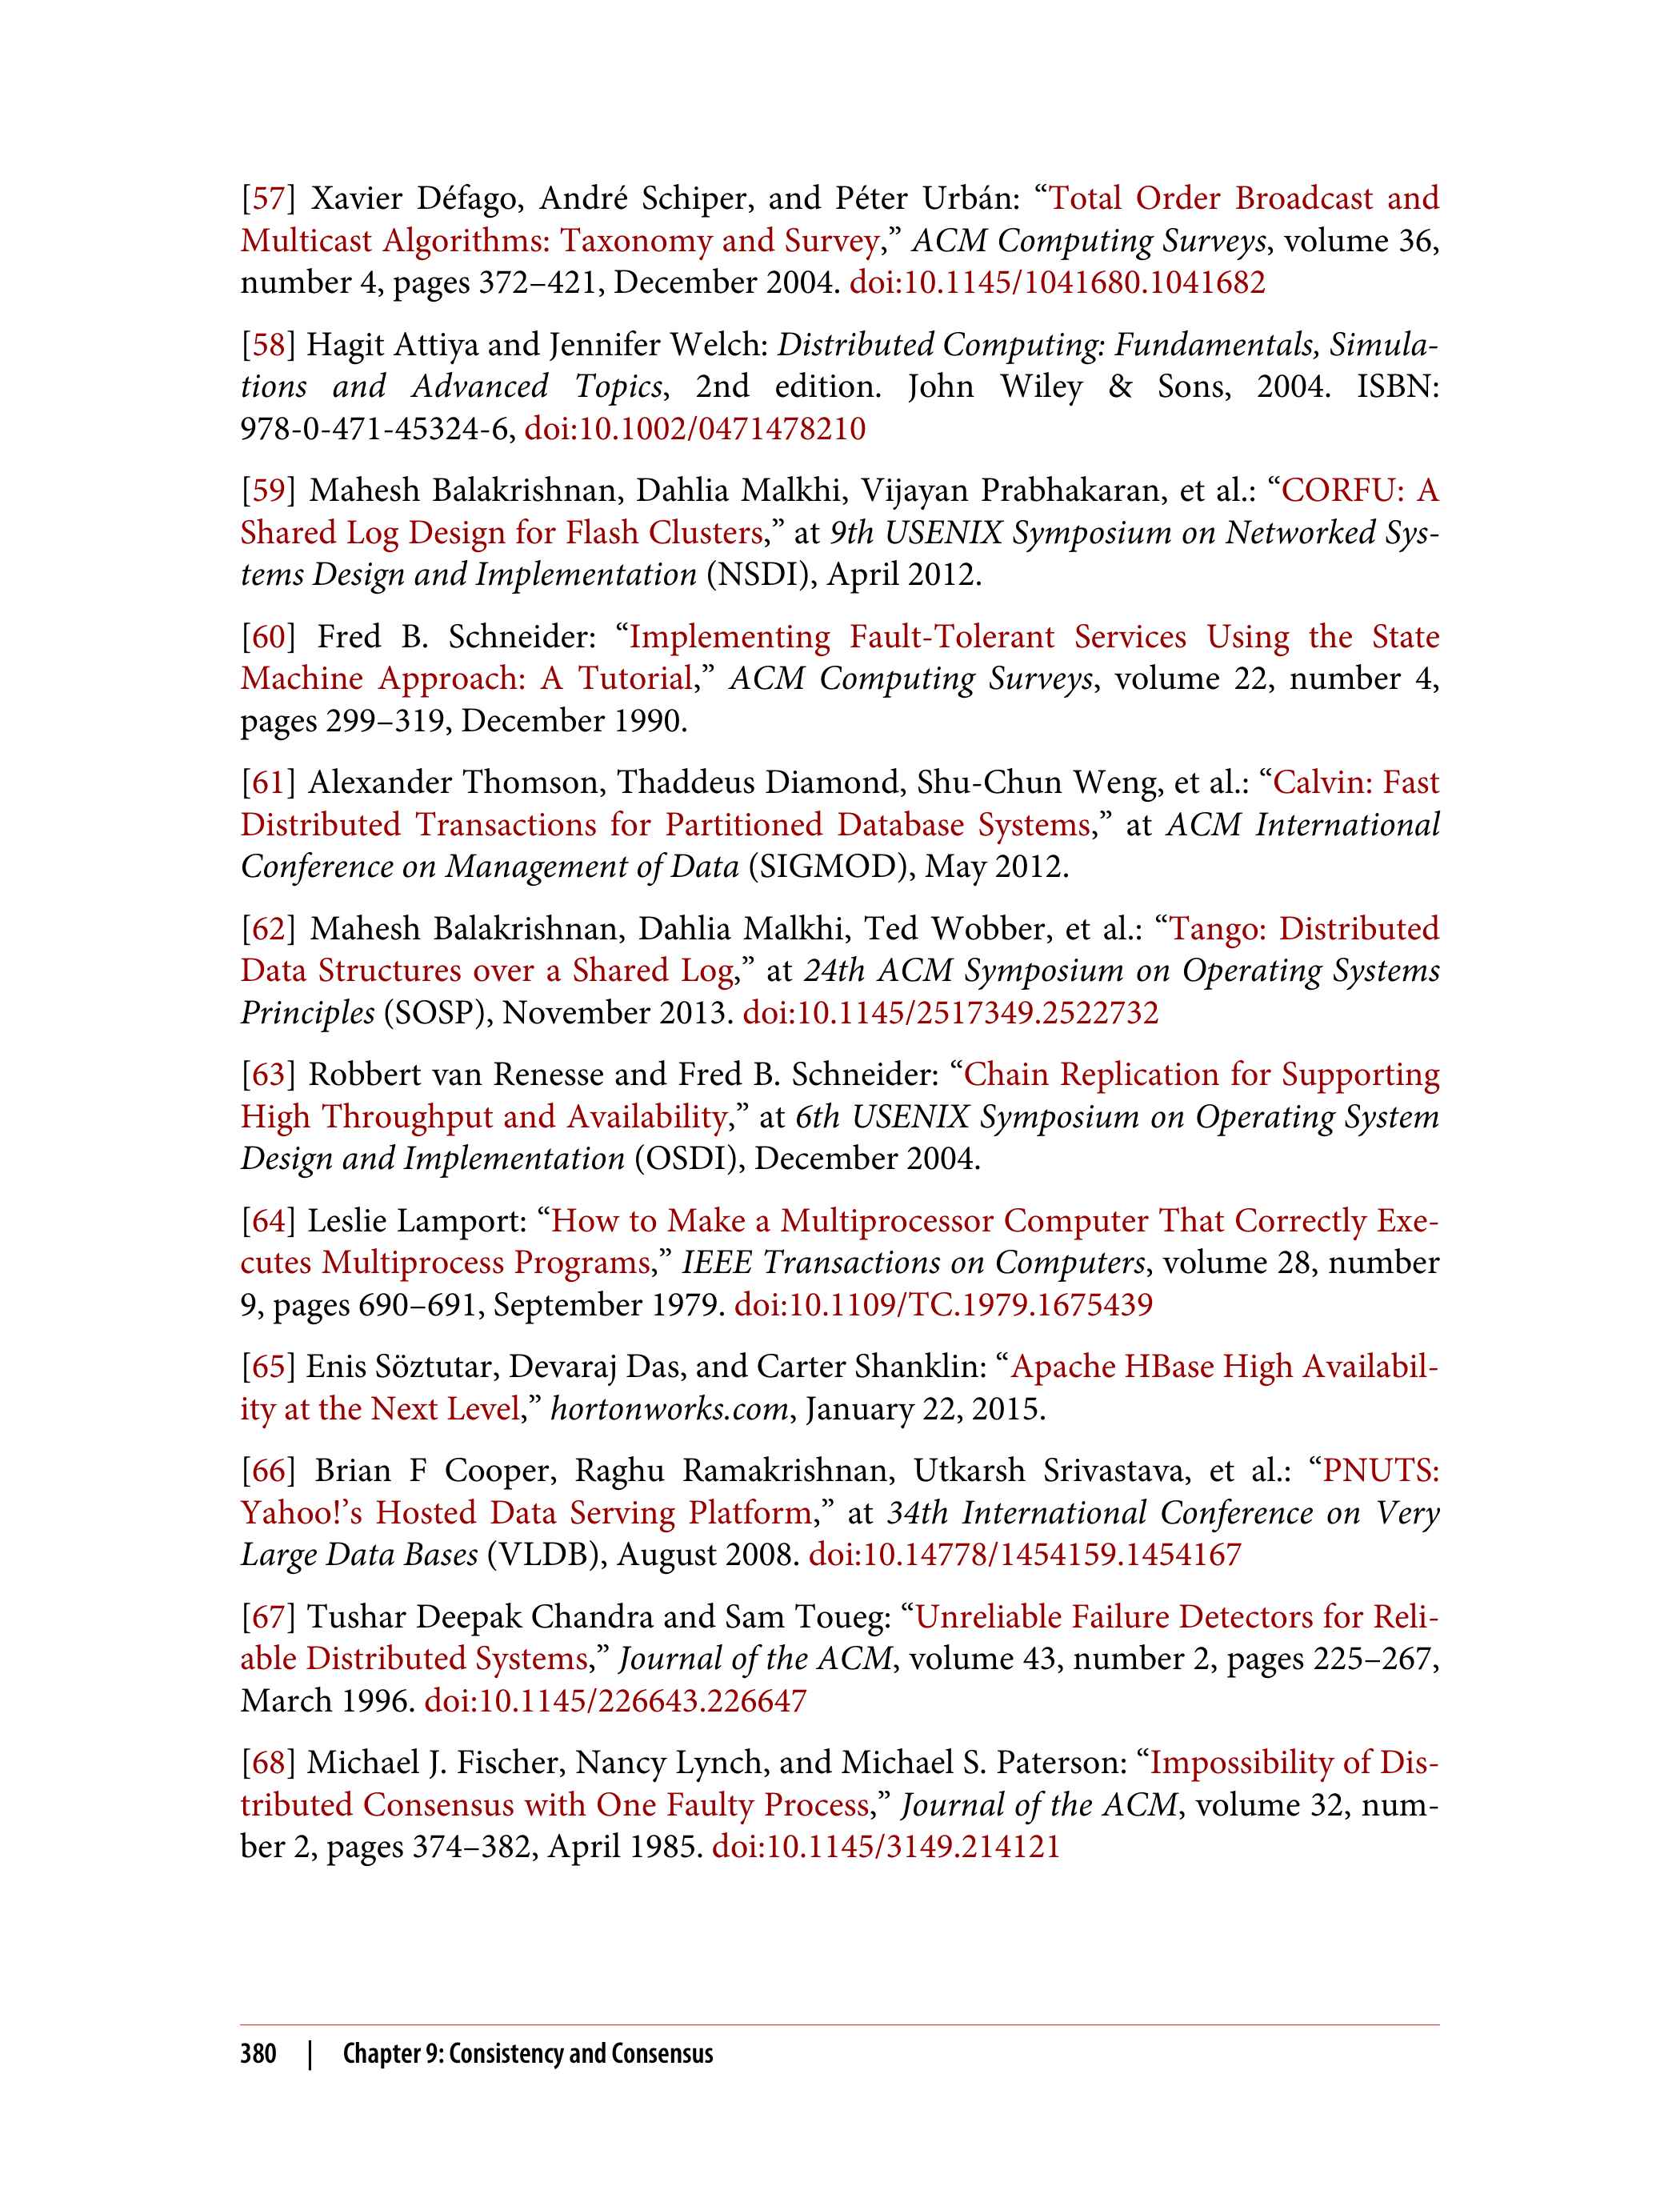 [57] Xavier Défago, André Schiper, and Péter Urbán: “Total Order Broadcast and
Multicast Algorithms: Taxonomy and Survey,” ACM Computing Surveys, volume 36,
number 4, pages 372–421, December 2004. doi:10.1145/1041680.1041682
[58] Hagit Attiya and Jennifer Welch: Distributed Computing: Fundamentals, Simula-
tions and Advanced Topics, 2nd edition. John Wiley & Sons, 2004. ISBN:
978-0-471-45324-6, doi:10.1002/0471478210
[59] Mahesh Balakrishnan, Dahlia Malkhi, Vijayan Prabhakaran, et al.: “CORFU: A
Shared Log Design for Flash Clusters,” at 9th USENIX Symposium on Networked Sys-
tems Design and Implementation (NSDI), April 2012.
[60] Fred B. Schneider: “Implementing Fault-Tolerant Services Using the State
Machine Approach: A Tutorial,” ACM Computing Surveys, volume 22, number 4,
pages 299–319, December 1990.
[61] Alexander Thomson, Thaddeus Diamond, Shu-Chun Weng, et al.: “Calvin: Fast
Distributed Transactions for Partitioned Database Systems,” at ACM International
Conference on Management of Data (SIGMOD), May 2012.
[62] Mahesh Balakrishnan, Dahlia Malkhi, Ted Wobber, et al.: “Tango: Distributed
Data Structures over a Shared Log,” at 24th ACM Symposium on Operating Systems
Principles (SOSP), November 2013. doi:10.1145/2517349.2522732
[63] Robbert van Renesse and Fred B. Schneider: “Chain Replication for Supporting
High Throughput and Availability,” at 6th USENIX Symposium on Operating System
Design and Implementation (OSDI), December 2004.
[64] Leslie Lamport: “How to Make a Multiprocessor Computer That Correctly Exe-
cutes Multiprocess Programs,” IEEE Transactions on Computers, volume 28, number
9, pages 690–691, September 1979. doi:10.1109/TC.1979.1675439
[65] Enis Söztutar, Devaraj Das, and Carter Shanklin: “Apache HBase High Availabil-
ity at the Next Level,” hortonworks.com, January 22, 2015.
[66] Brian F Cooper, Raghu Ramakrishnan, Utkarsh Srivastava, et al.: “PNUTS:
Yahoo!’s Hosted Data Serving Platform,” at 34th International Conference on Very
Large Data Bases (VLDB), August 2008. doi:10.14778/1454159.1454167
[67] Tushar Deepak Chandra and Sam Toueg: “Unreliable Failure Detectors for Reli-
able Distributed Systems,” Journal of the ACM, volume 43, number 2, pages 225–267,
March 1996. doi:10.1145/226643.226647
[68] Michael J. Fischer, Nancy Lynch, and Michael S. Paterson: “Impossibility of Dis-
tributed Consensus with One Faulty Process,” Journal of the ACM, volume 32, num-
ber 2, pages 374–382, April 1985. doi:10.1145/3149.214121
380 | Chapter 9: Consistency and Consensus